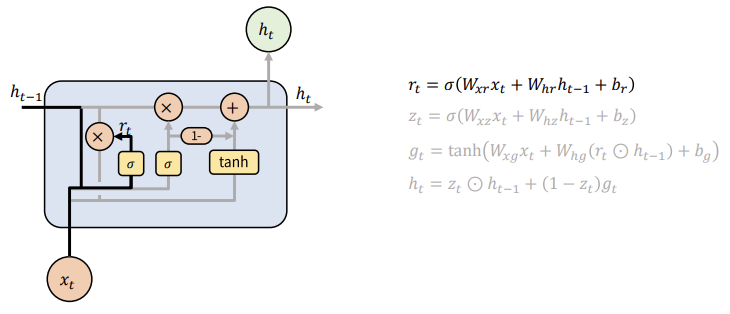 h_t
h_{t-1}
r_t
×
+
h_t
×
1-
σ
σ
tanh
x_t
r_t = σ(W_{xr}x_t + W_{hr}h_{t-1} + b_r)
z_t = σ(W_{xz}x_t + W_{hz}h_{t-1} + b_z)
g_t = tanh(W_{xg}x_t + W_{hg}(r_t ⊙ h_{t-1}) + b_g)
h_t = z_t ⊙ h_{t-1} + (1 − z_t)g_t